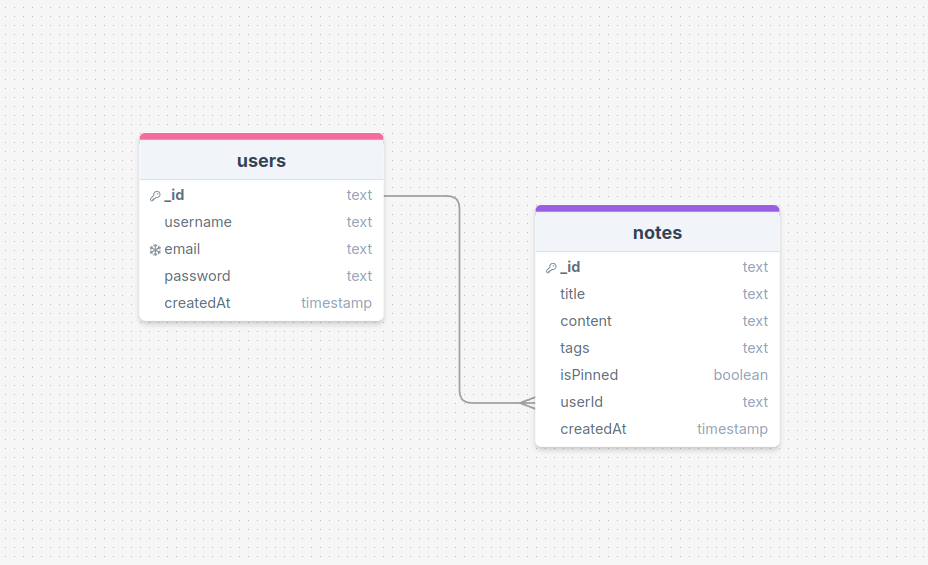 users
_id text
username text
email text
password text
createdAt timestamp
notes
_id text
title text
content text
tags text
isPinned boolean
userId text
createdAt timestamp